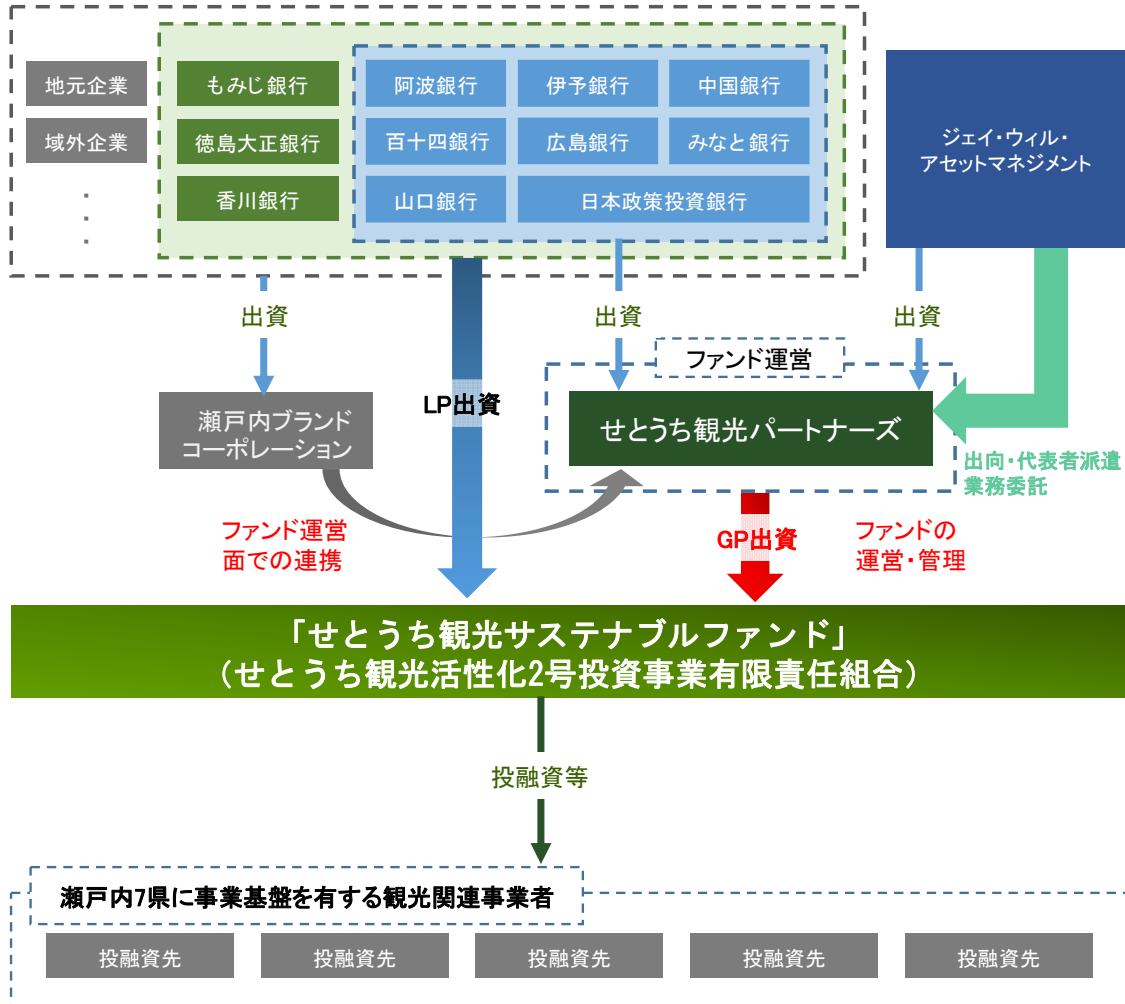 地元企業
域外企業
・
・
・
もみじ銀行
徳島大正銀行
香川銀行
阿波銀行
伊予銀行
中国銀行
百十四銀行
広島銀行
みなと銀行
山口銀行
日本政策投資銀行
ジェイ・ウィル・
アセットマネジメント
出資
出資
出資
ファンド運営
LP出資
瀬戸内ブランド
コーポレーション
せとうち観光パートナーズ
出向・代表者派遣
業務委託
ファンド運営
面での連携
GP出資
ファンドの
運営・管理
「せとうち観光サステナブルファンド」
（せとうち観光活性化2号投資事業有限責任組合）
投融資等
瀬戸内7県に事業基盤を有する観光関連事業者
投融資先
投融資先
投融資先
投融資先
投融資先